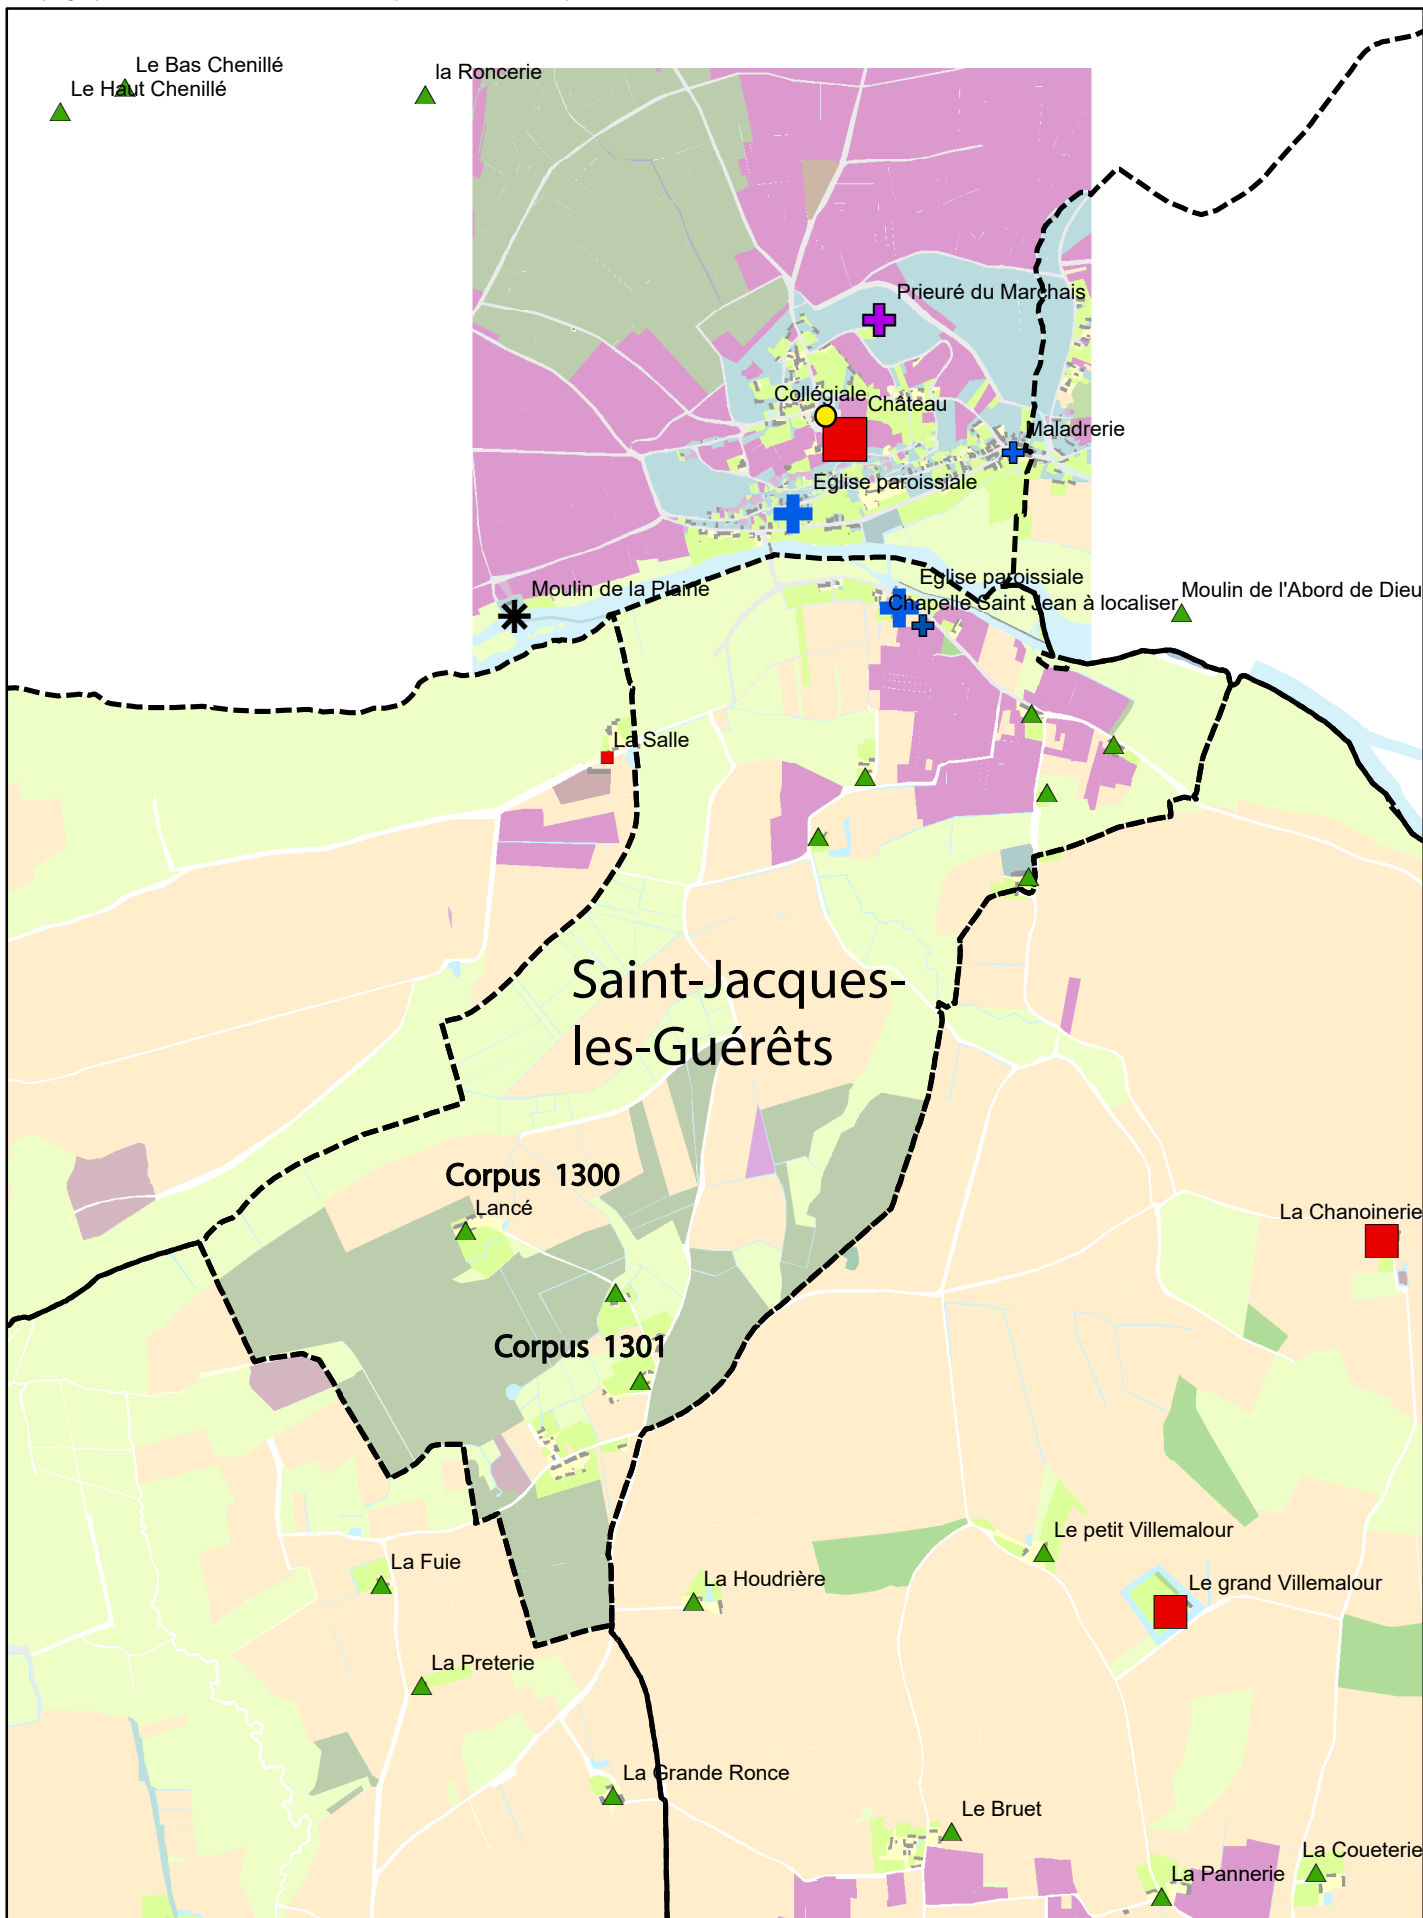 Le Bas Chenillé
la Roncerie
Le Haut Chenillé
Prieuré du Marchais
Collégiale
Château
Maladrerie
Eglise paroissiale
Eglise paroissiale
Moulin de la Plaine
Moulin de l'Abord de Dieu
Chapelle Saint Jean à localiser
La Salle
Saint-Jacques-
les-Guérêts
Corpus 1300
Lancé
La Chanoinerie
Corpus 1301
Le petit Villemalour
La Fuie
La Houdrière
Le grand Villemalour
La Preterie
La Grande Ronce
Le Bruet
La Coueterie
La Pannerie